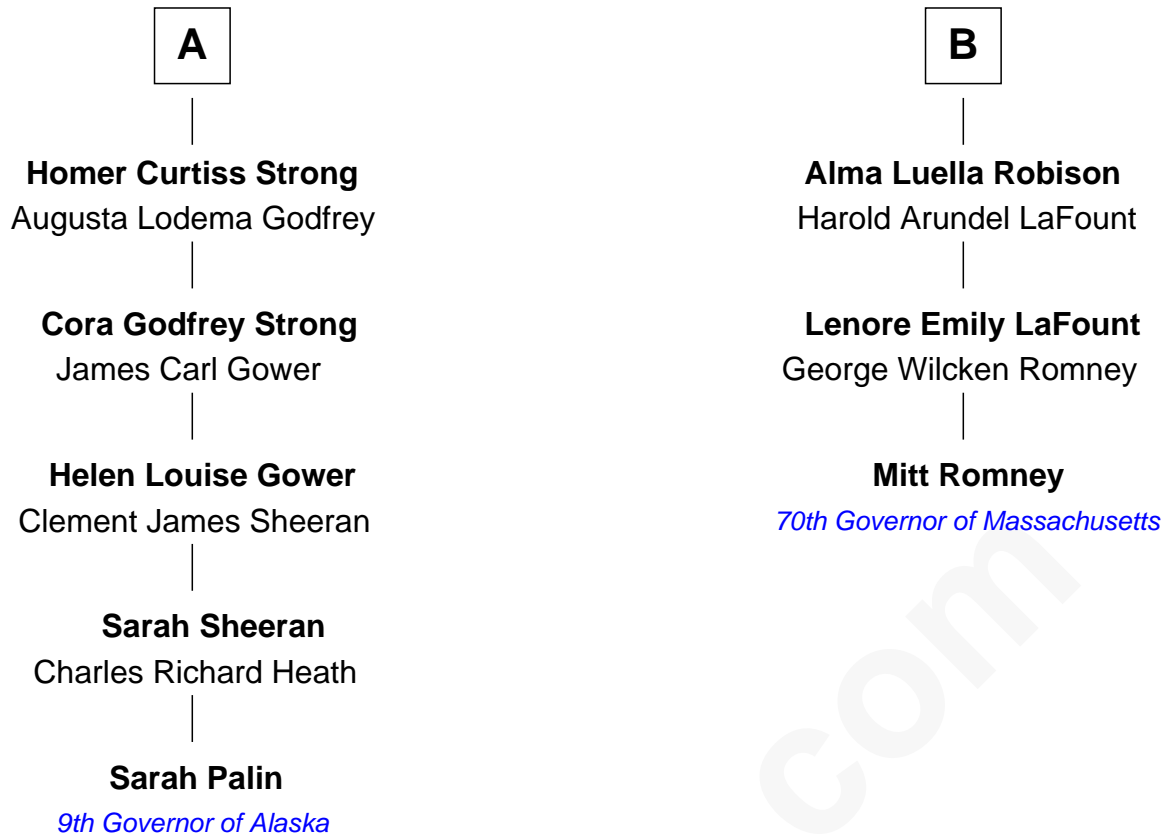 A
Homer Curtiss Strong
Augusta Lodema Godfrey
Cora Godfrey Strong
James Carl Gower
Helen Louise Gower
Clement James Sheeran
Sarah Sheeran
Charles Richard Heath
Sarah Palin
9th Governor of Alaska
B
Alma Luella Robison
Harold Arundel LaFount
Lenore Emily LaFount
George Wilcken Romney
Mitt Romney
70th Governor of Massachusetts
com